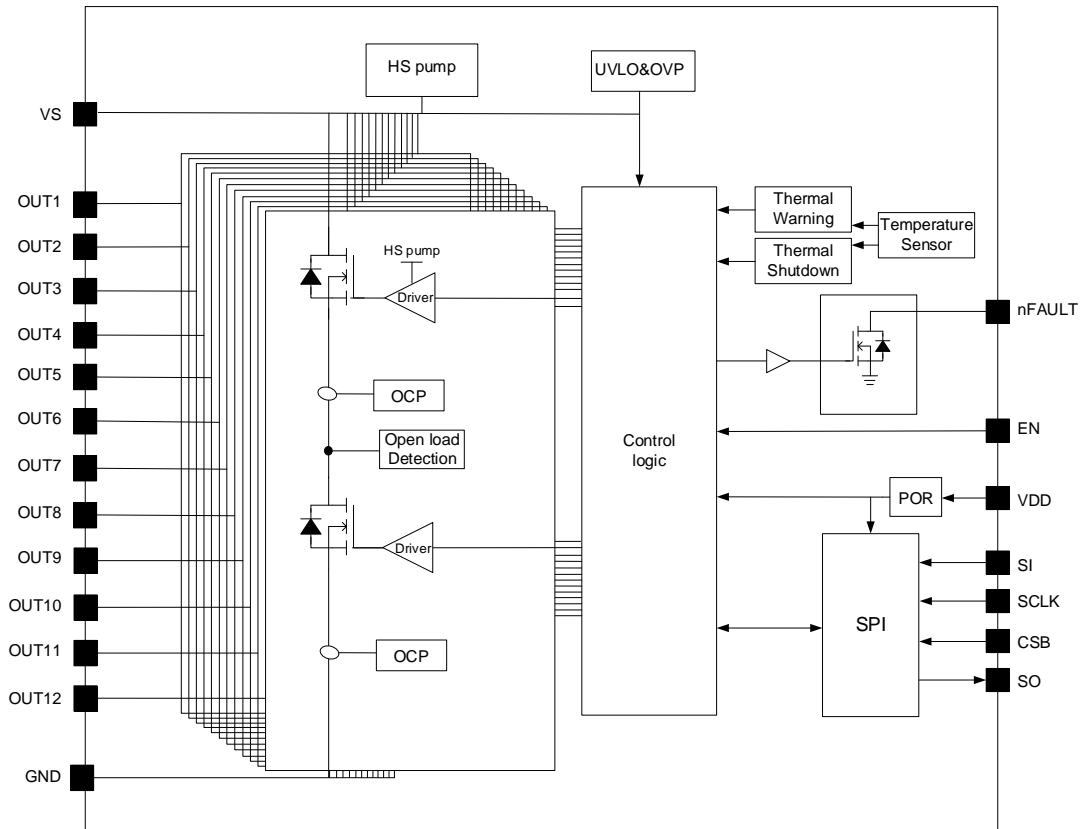 HS pump
UVLO&OVP
VS
OUT1
OUT2
OUT3
OUT4
OUT5
OUT6
OUT7
OUT8
OUT9
OUT10
OUT11
OUT12
GND
HS pump
Driver
OCP
Open load
Detection
Driver
OCP
Control
logic
Thermal
Warning
Thermal
Shutdown
Temperature
Sensor
POR
SPI
nFAULT
EN
VDD
SI
SCLK
CSB
SO